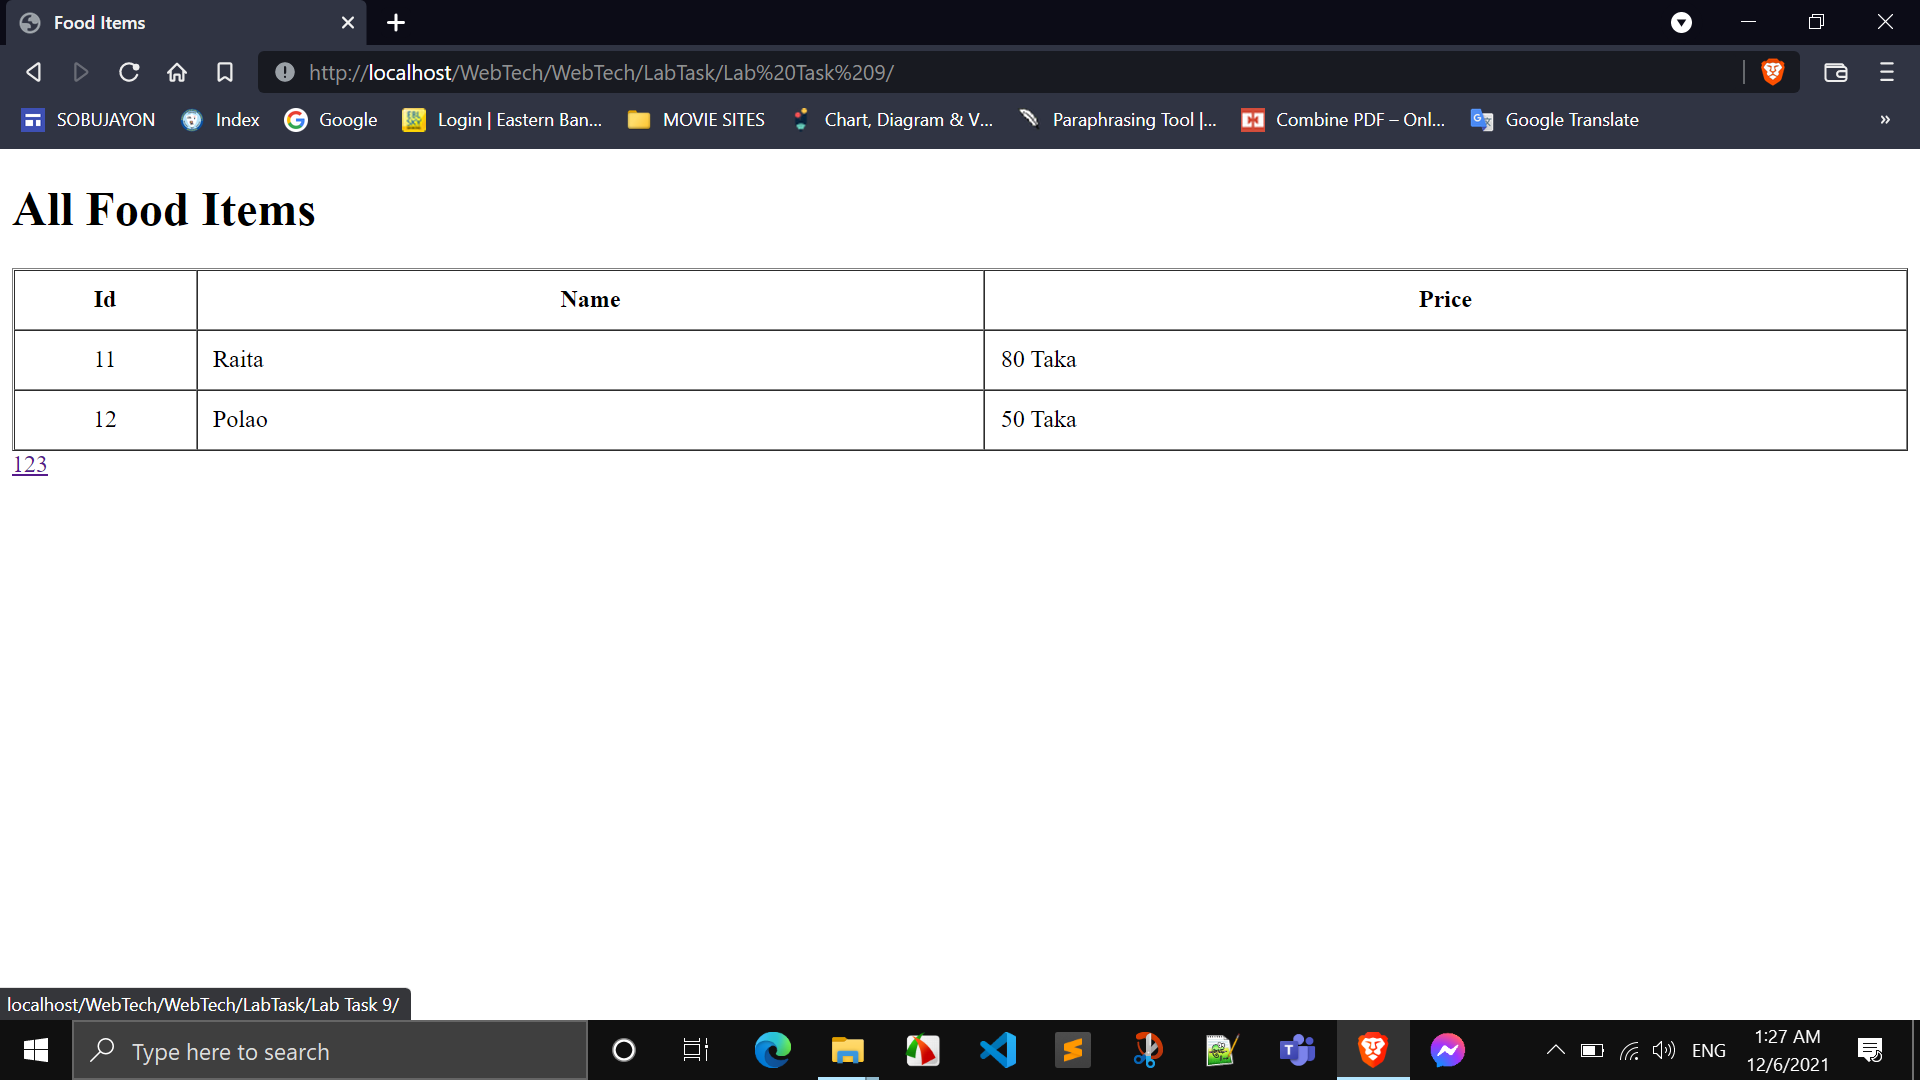 Food Items
http://localhost/WebTech/WebTech/LabTask/Lab%20Task%209/
SOBUJAYON Index Google Login | Eastern Ban... MOVIE SITES Chart, Diagram & V... Paraphrasing Tool |... Combine PDF – Onl... Google Translate »
All Food Items
Id Name Price
11 Raita 80 Taka
12 Polao 50 Taka
123
localhost/WebTech/WebTech/LabTask/Lab Task 9/
Type here to search
ENG
1:27 AM
12/6/2021